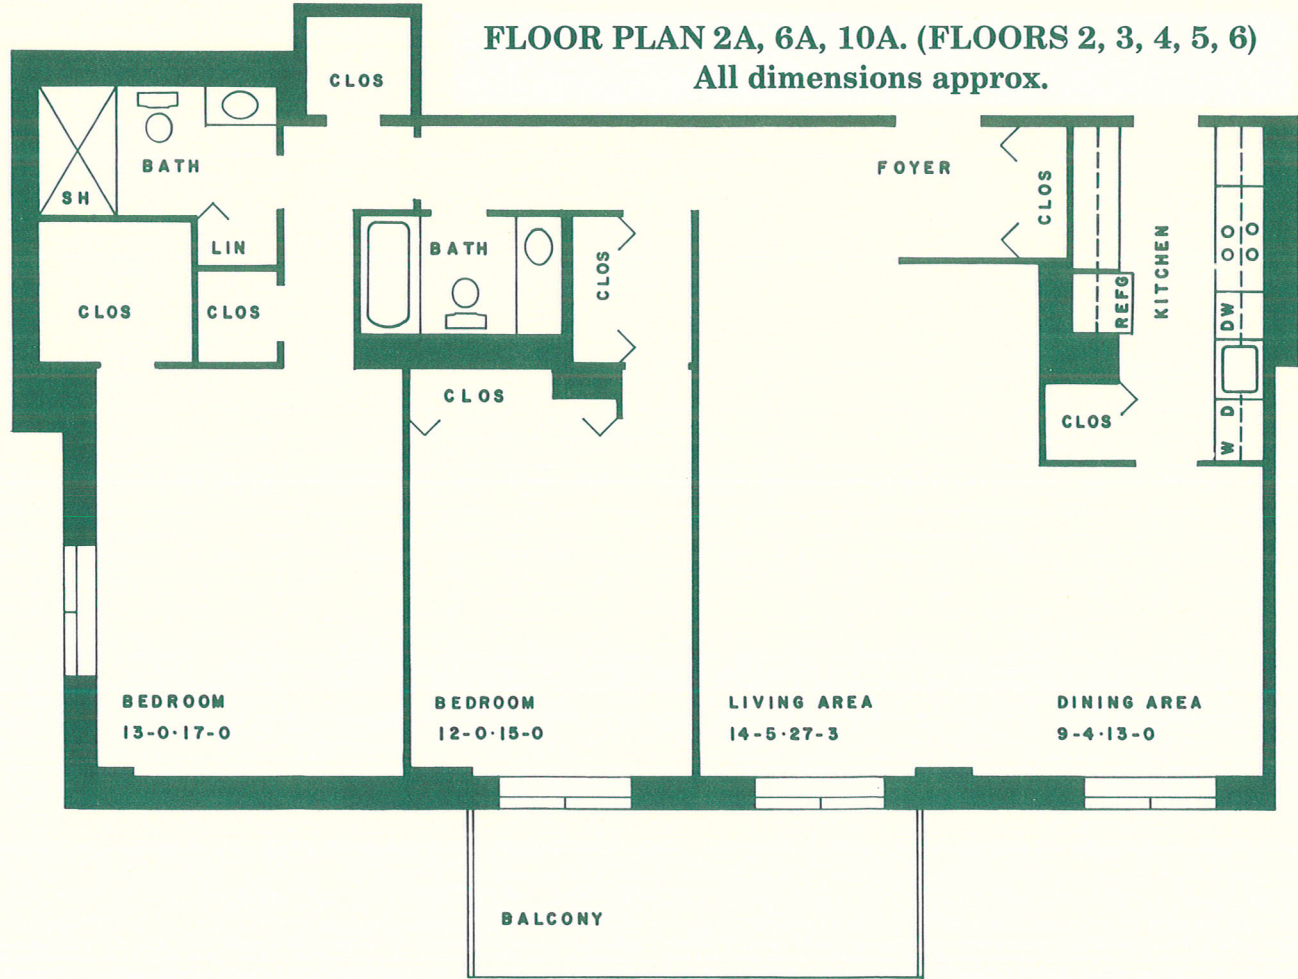 FLOOR PLAN 2A, 6A, 10A. (FLOORS 2, 3, 4, 5, 6)
All dimensions approx.
CLOS
BATH
SH
LIN
CLOS
CLOS
BATH
CLOS
FOYER
CLOS
KITCHEN
REFG
DW
CLOS
W D
CLOS
BEDROOM
13-0·17-0
BEDROOM
12-0·15-0
LIVING AREA
14-5·27-3
DINING AREA
9-4·13-0
BALCONY